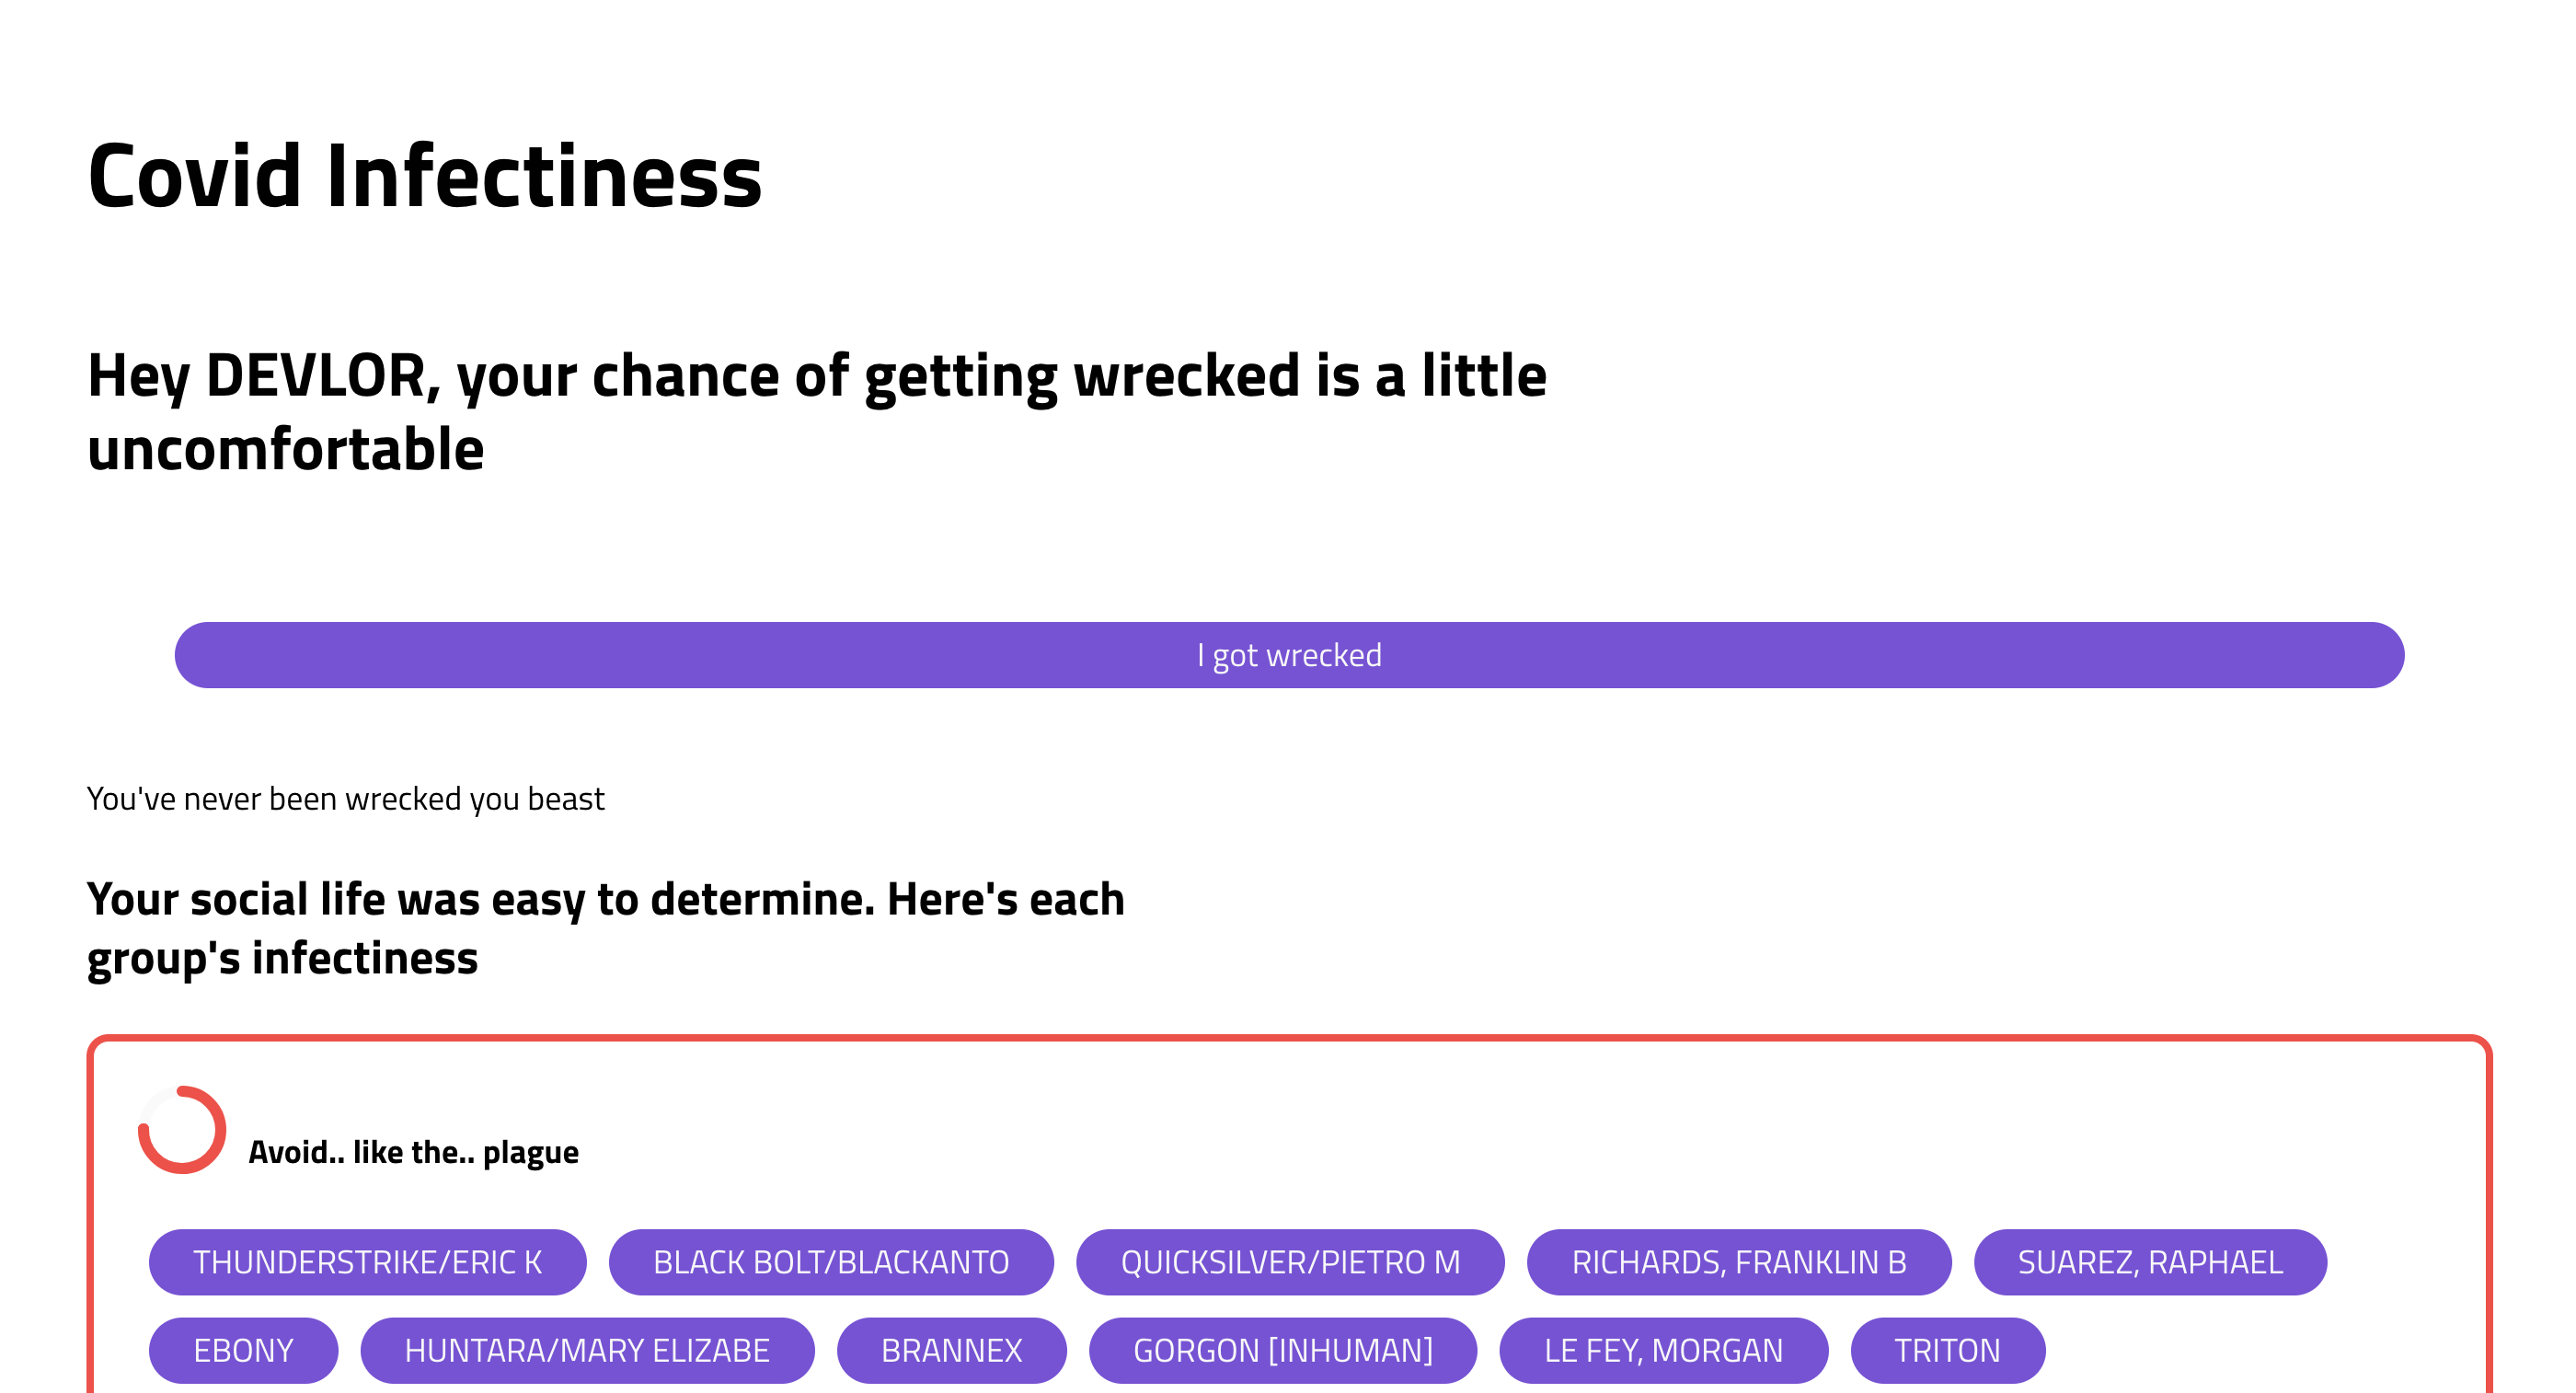 Covid Infectiness
Hey DEVLOR, your chance of getting wrecked is a little
uncomfortable
I got wrecked
You've never been wrecked you beast
Your social life was easy to determine. Here's each
group's infectiness
Avoid.. like the.. plague
THUNDERSTRIKE/ERIC K BLACK BOLT/BLACKANTO QUICKSILVER/PIETRO M RICHARDS, FRANKLIN B SUAREZ, RAPHAEL
EBONY HUNTARA/MARY ELIZABE BRANNEX GORGON [INHUMAN] LE FEY, MORGAN TRITON